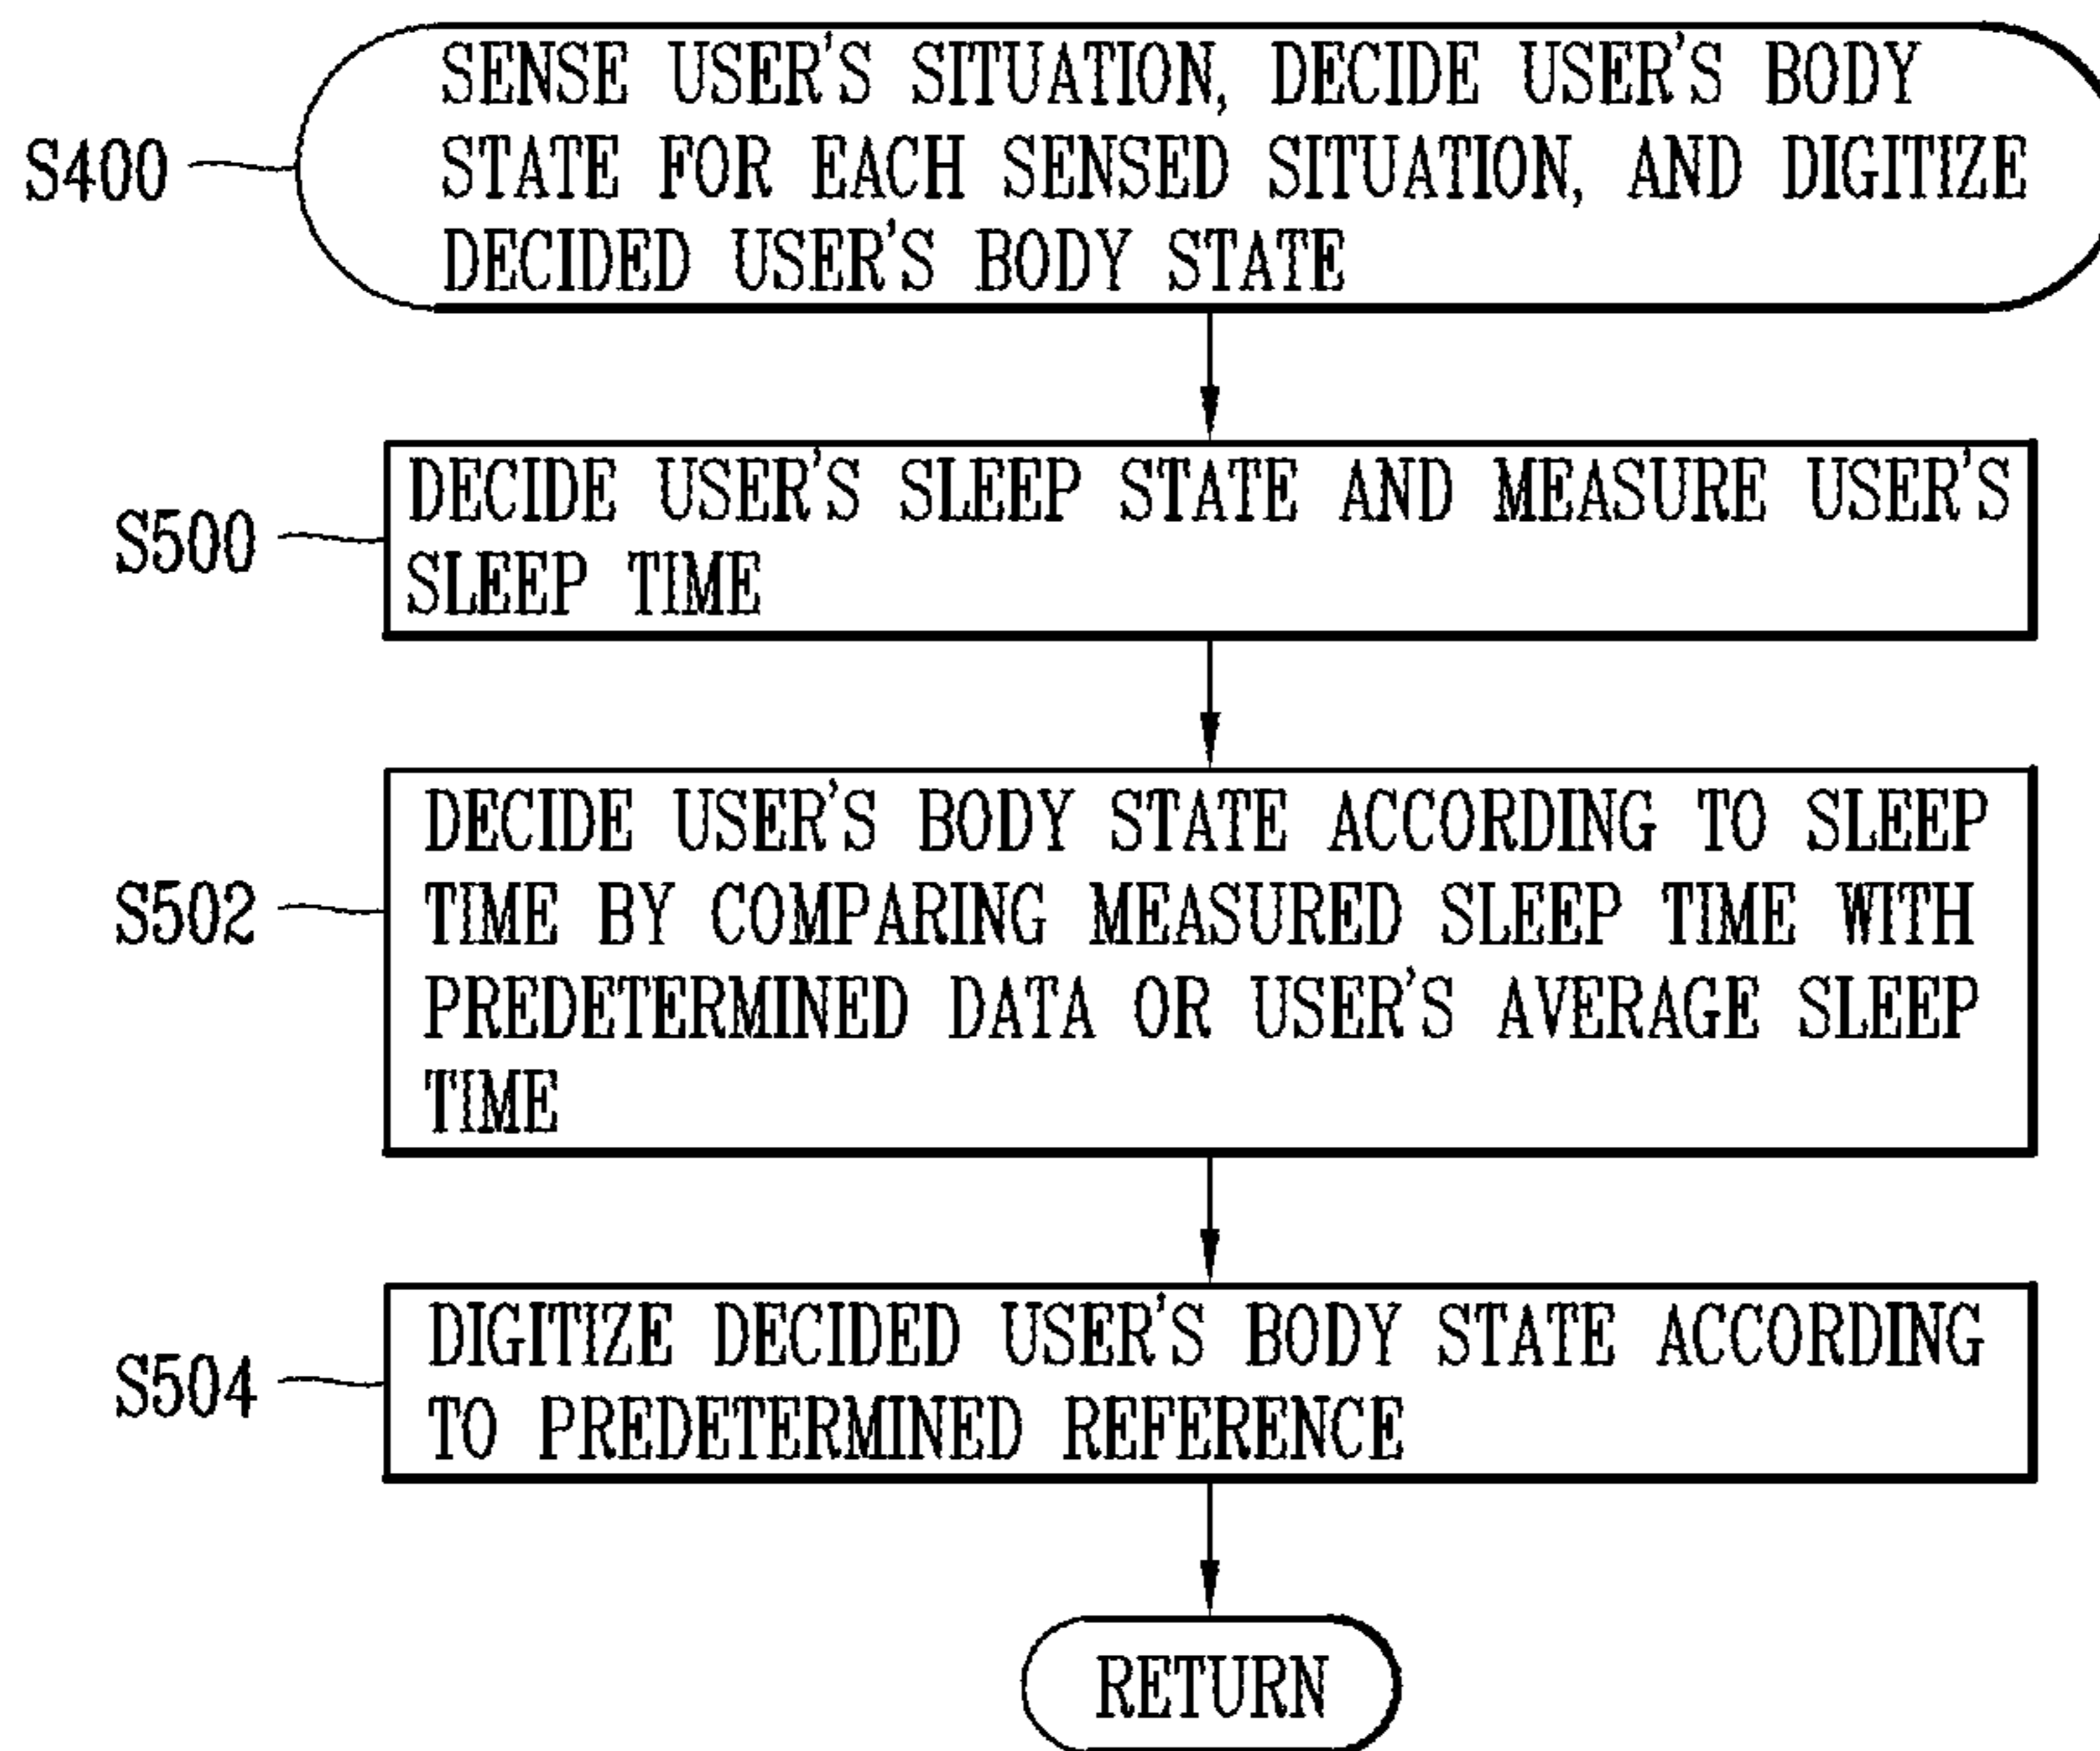 SENSE USER'S SITUATION, DECIDE USER'S BODY
S400
STATE FOR EACH SENSED SITUATION, AND DIGITIZE
DECIDED USER'S BODY STATE
DECIDE USER'S SLEEP STATE AND MEASURE USER'S
S500
SLEEP TIME
DECIDE USER'S BODY STATE ACCORDING TO SLEEP
S502
TIME BY COMPARING MEASURED SLEEP TIME WITH
PREDETERMINED DATA OR USER'S AVERAGE SLEEP
TIME
DIGITIZE DECIDED USER'S BODY STATE ACCORDING
S504
TO PREDETERMINED REFERENCE
RETURN